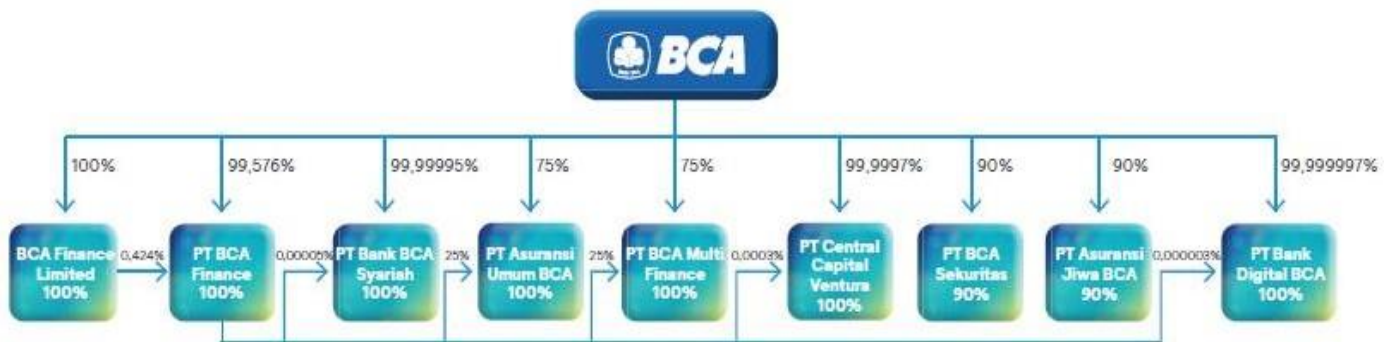 BCA
100%
99,576%
99,99995%
75%
75%
99,9997%
90%
90%
99,999997%
BCA Finance
Limited
100%
0,424%
PT BCA
Finance
100%
0,00005%
PT Bank BCA
Syariah
100%
25%
PT Asuransi
Umum BCA
100%
25%
PT BCA Multi
Finance
100%
0,0003%
PT Central
Capital
Ventura
100%
PT BCA
Sekuritas
90%
PT Asuransi
Jiwa BCA
90%
0,000003%
PT Bank
Digital BCA
100%